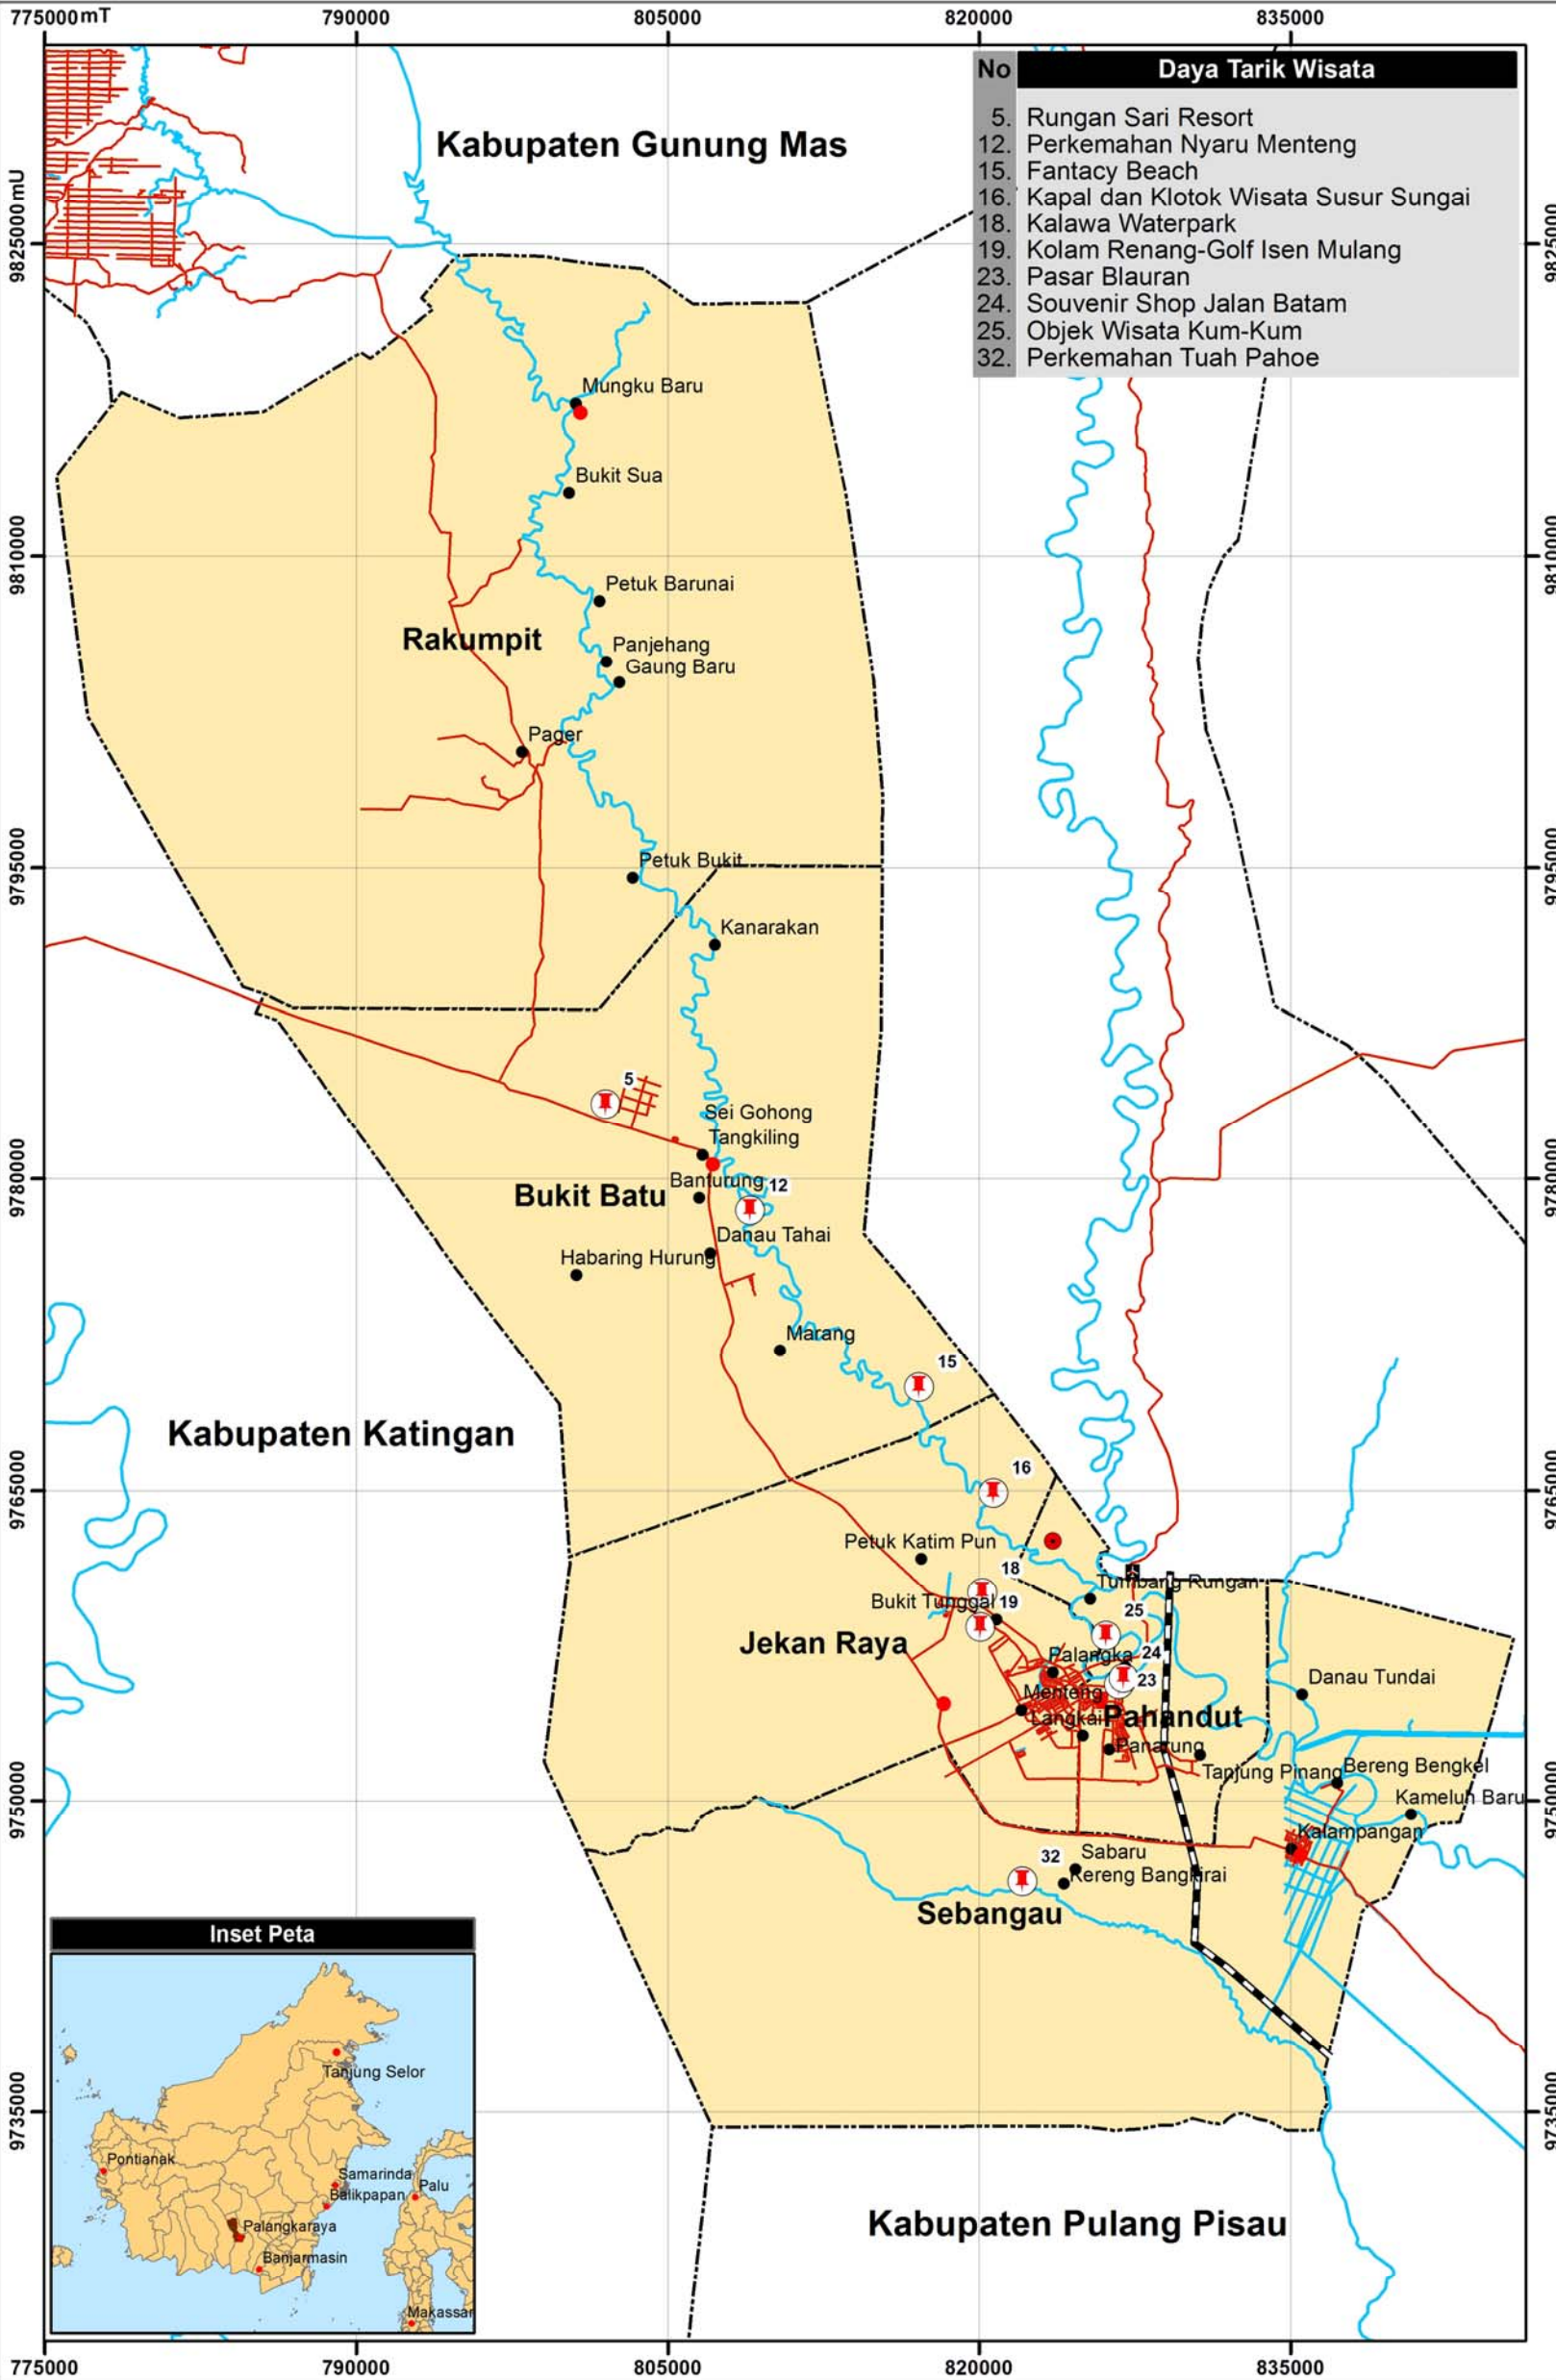 775000mT 790000 805000 820000 835000
No Daya Tarik Wisata
5. Rungan Sari Resort
12. Perkemahan Nyaru Menteng
15. Fantacy Beach
16. Kapal dan Klotok Wisata Susur Sungai
18. Kalawa Waterpark
19. Kolam Renang-Golf Isen Mulang
23. Pasar Blauran
24. Souvenir Shop Jalan Batam
25. Objek Wisata Kum-Kum
32. Perkemahan Tuah Pahoe
Kabupaten Gunung Mas
9825000mU
9825000
Mungku Baru
Bukit Sua
9810000
9810000
Petuk Barunai
Rakumpit
Panjehang
Gaung Baru
Pager
9795000
9795000
Petuk Bukit
Kanarakan
5
Sei Gohong
Tangkiling
9780000
9780000
Banturung
12
Bukit Batu
Danau Tahai
Habaring Hurung
Marang
15
Kabupaten Katingan
16
9765000
9765000
Petuk Katim Pun
18
Tumbang Rungan
Bukit Tunggal
19
25
Jekan Raya
Palangka
24
Danau Tundai
23
Menteng
Langkai
Pahandut
Panarung
Tanjung Pinang
Bereng Bengkel
9750000
9750000
Kameluh Baru
Kalampangan
32
Sabaru
Kereng Bangkirai
Sebangau
Inset Peta
Tanjung Selor
Pontianak
Samarinda
Balikpapan
Palu
Palangkaraya
Banjarmasin
Makassar
9735000
9735000
Kabupaten Pulang Pisau
775000 790000 805000 820000 835000